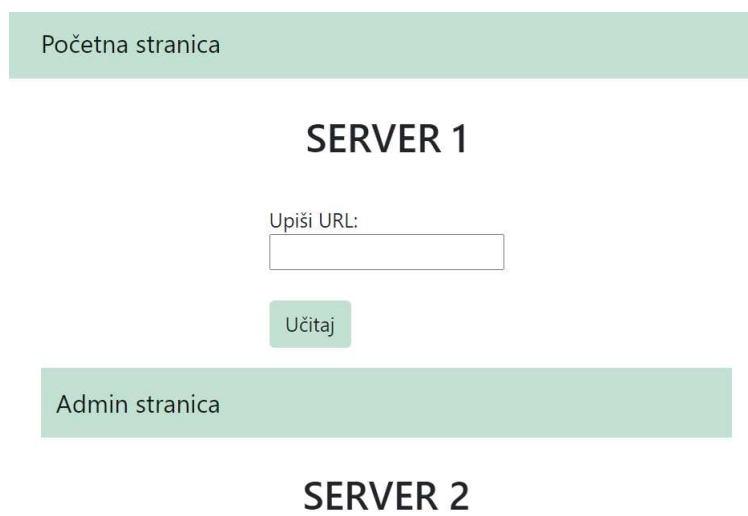 Početna stranica
SERVER 1
Upiši URL:
Učitaj
Admin stranica
SERVER 2